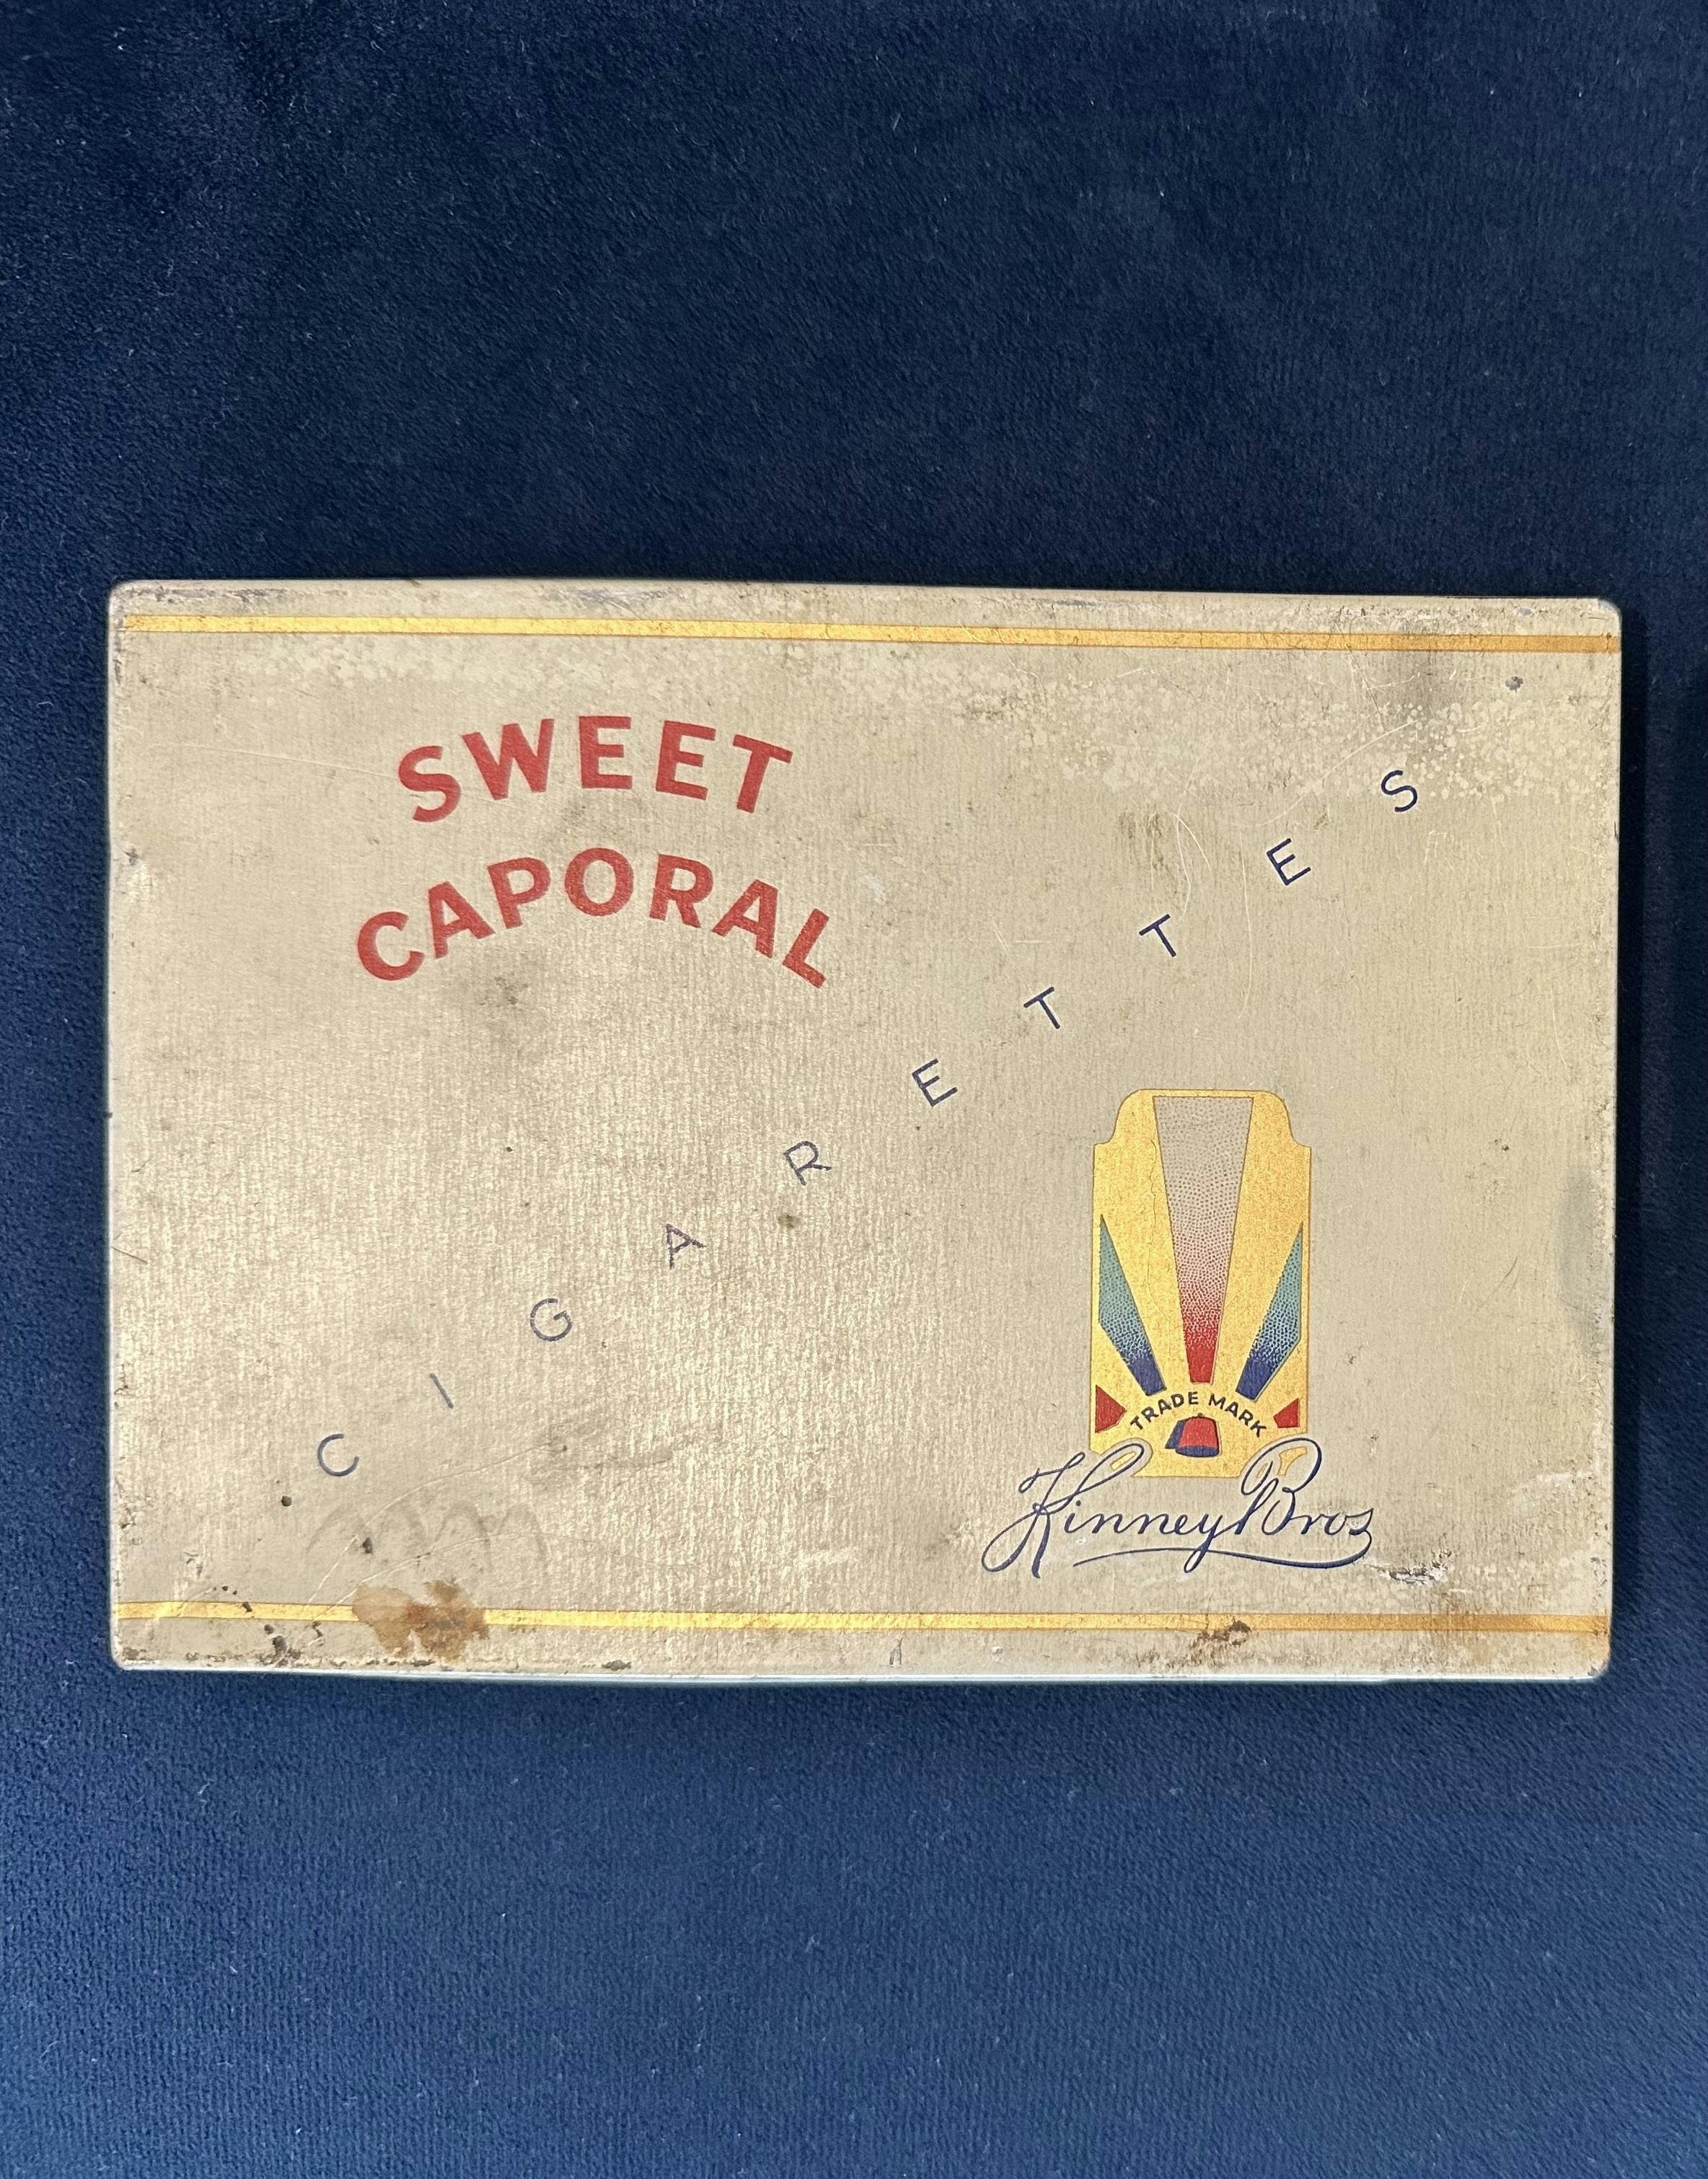 SWEET
CAPORAL
CIGARETTES
TRADE MARK
Kinney Bros